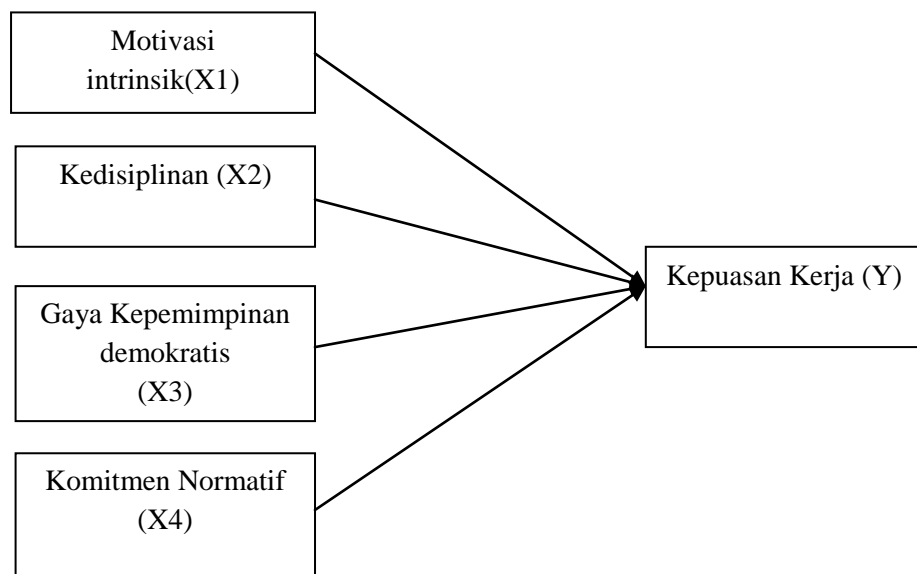 Motivasi
intrinsik(X1)
Kedisiplinan (X2)
Gaya Kepemimpinan
demokratis
(X3)
Komitmen Normatif
(X4)
Kepuasan Kerja (Y)